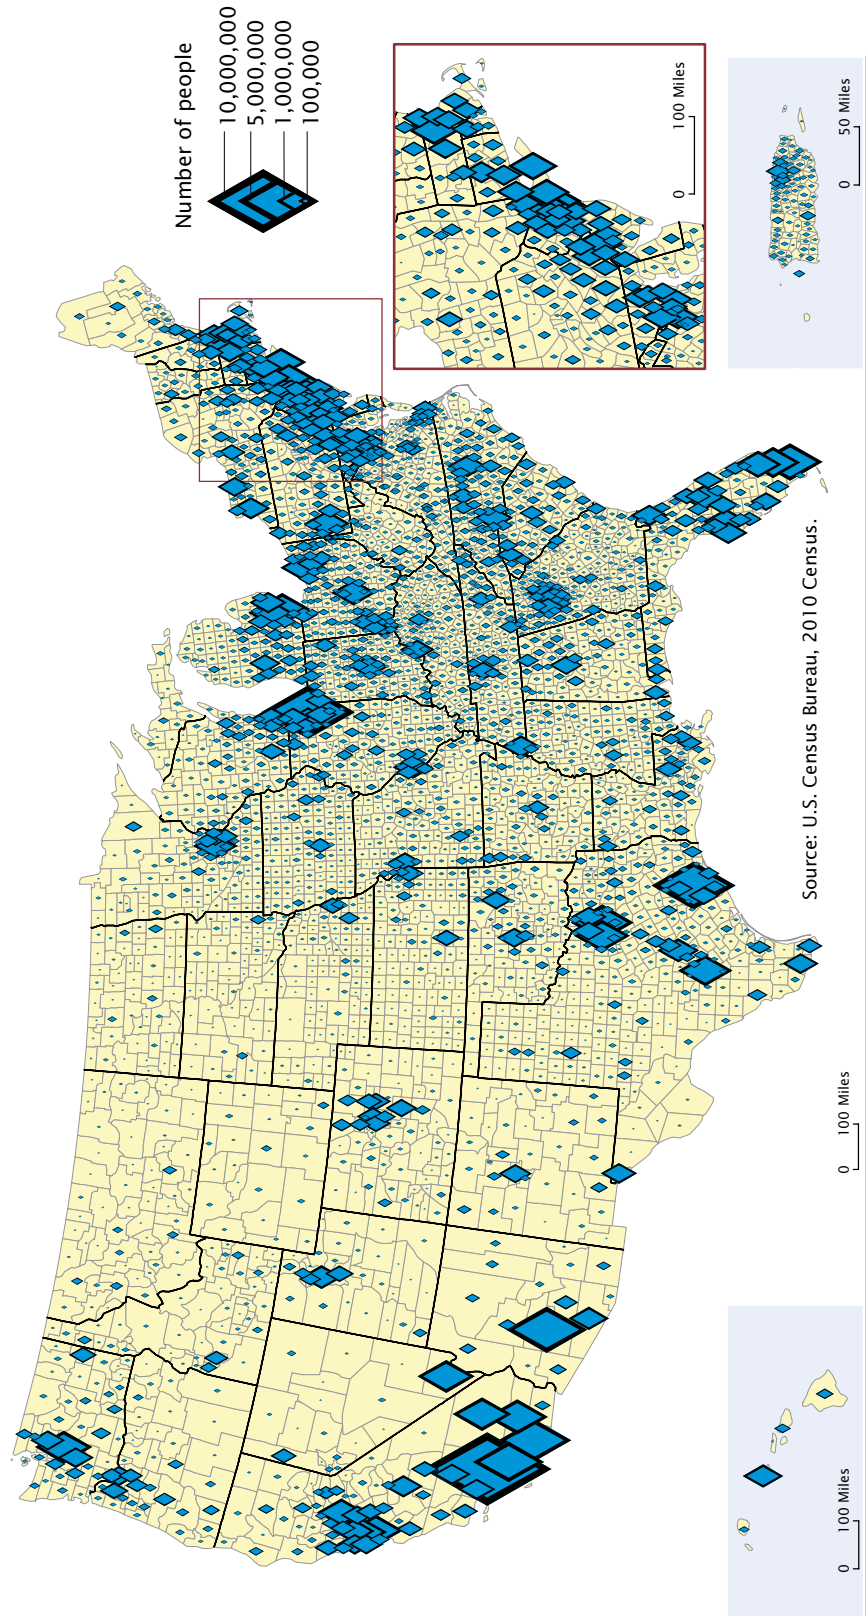 Number of people
10,000,000
5,000,000
1,000,000
100,000
0 100 Miles
Source: U.S. Census Bureau, 2010 Census.
0 100 Miles
0 100 Miles
0 50 Miles